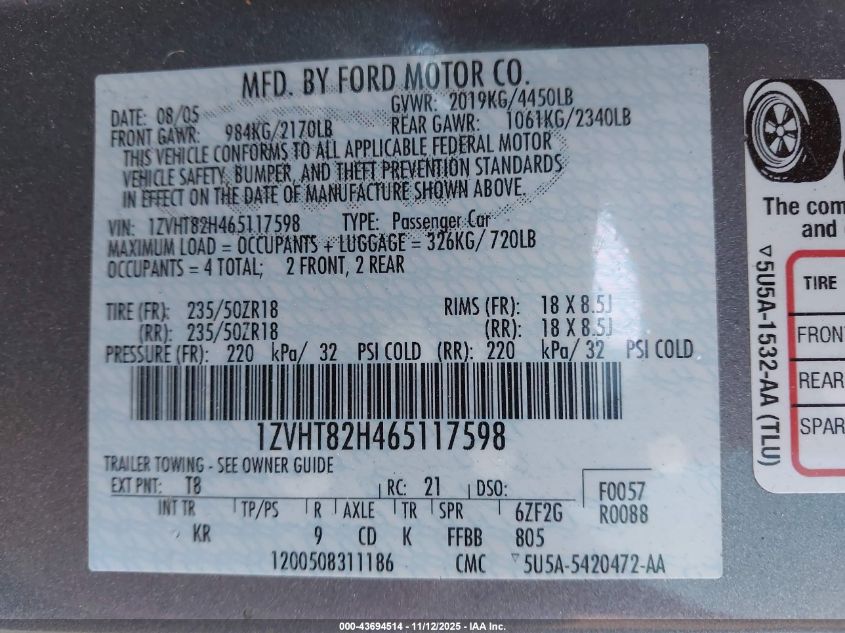 MFD. BY FORD MOTOR CO.
DATE: 08/05
GVWR: 2019KG/4450LB
FRONT GAWR: 984KG/2170LB
REAR GAWR: 1061KG/2340LB
THIS VEHICLE CONFORMS TO ALL APPLICABLE FEDERAL MOTOR
VEHICLE SAFETY, BUMPER, AND THEFT PREVENTION STANDARDS
IN EFFECT ON THE DATE OF MANUFACTURE SHOWN ABOVE.
VIN: 1ZVHT82H465117598 TYPE: Passenger Car
MAXIMUM LOAD = OCCUPANTS + LUGGAGE = 326KG/ 720LB
OCCUPANTS = 4 TOTAL; 2 FRONT, 2 REAR
TIRE (FR): 235/50ZR18 RIMS (FR): 18 X 8.5J
(RR): 235/50ZR18 (RR): 18 X 8.5J
PRESSURE (FR): 220 kPa/ 32 PSI COLD (RR): 220 kPa/ 32 PSI COLD
1ZVHT82H465117598
TRAILER TOWING - SEE OWNER GUIDE
EXT PNT: T8 RC: 21 DSO: F0057
INT TR TP/PS R AXLE TR SPR 6ZF2G R0088
KR 9 CD K FFBB 805
1200508311186 CMC ▽5U5A-5420472-AA
The com
and
▽5U5A-1532-AA (TLU)
TIRE
FRONT
REAR
SPAR
000-43694514 - 11/12/2025 - IAA Inc.